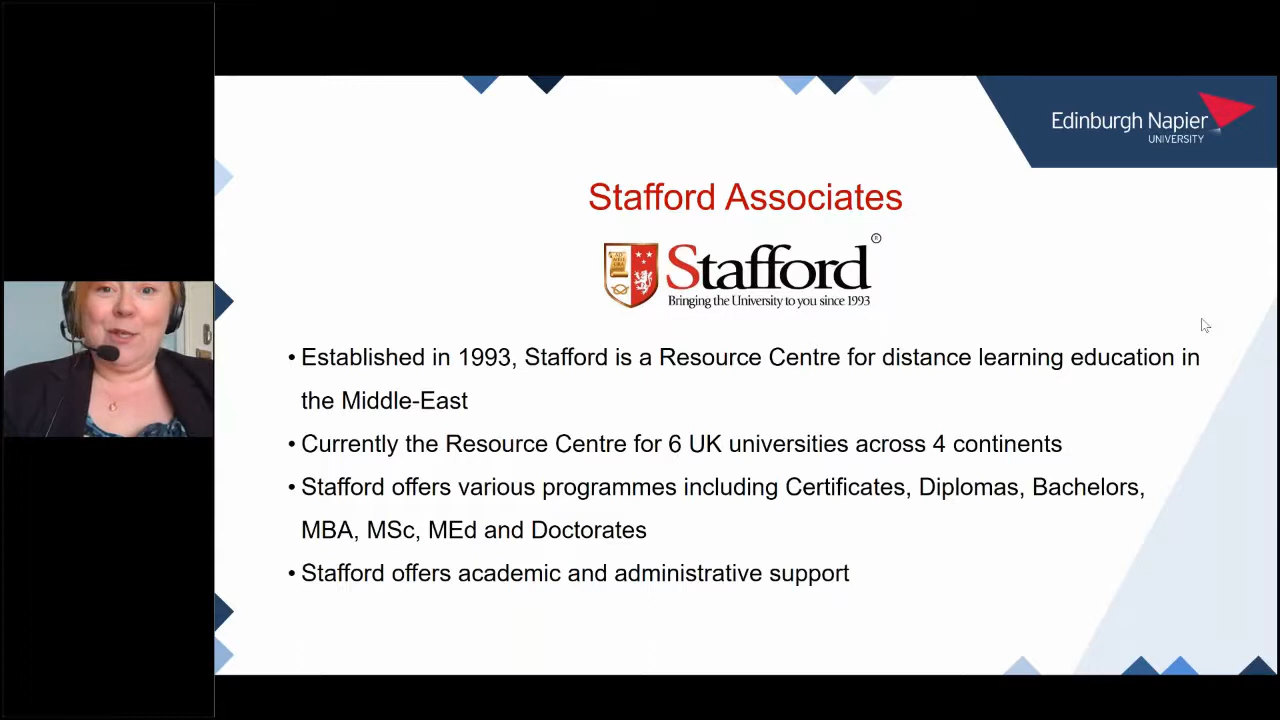 Edinburgh Napier
UNIVERSITY
Stafford Associates
Stafford®
Bringing the University to you since 1993
• Established in 1993, Stafford is a Resource Centre for distance learning education in
the Middle-East
• Currently the Resource Centre for 6 UK universities across 4 continents
• Stafford offers various programmes including Certificates, Diplomas, Bachelors,
MBA, MSc, MEd and Doctorates
• Stafford offers academic and administrative support